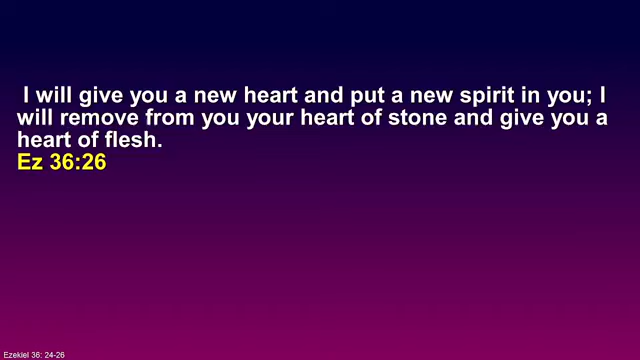 I will give you a new heart and put a new spirit in you; I
will remove from you your heart of stone and give you a
heart of flesh.
Ez 36:26
Ezekiel 36: 24-26